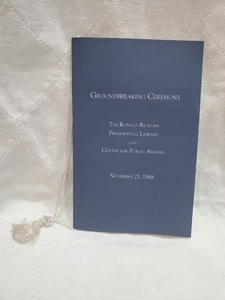 GROUNDBREAKING CEREMONY
THE RONALD REAGAN
PRESIDENTIAL LIBRARY
AND
CENTER FOR PUBLIC AFFAIRS
NOVEMBER 21, 1988